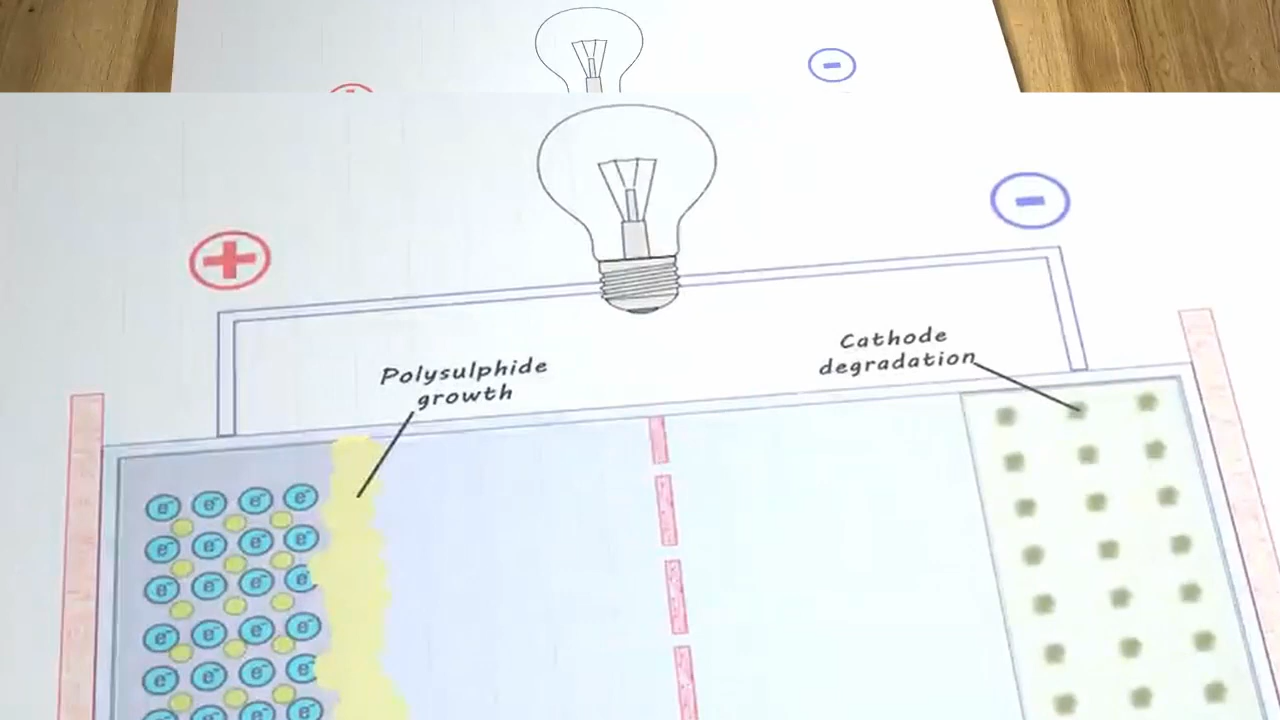 -
-
+
Cathode
degradation
Polysulphide
growth
e⁻ e⁻ e⁻ e⁻
e⁻ e⁻ e⁻ e⁻
e⁻ e⁻ e⁻ e⁻
e⁻ e⁻ e⁻ e⁻
e⁻ e⁻ e⁻ e⁻
e⁻ e⁻ e⁻ e⁻